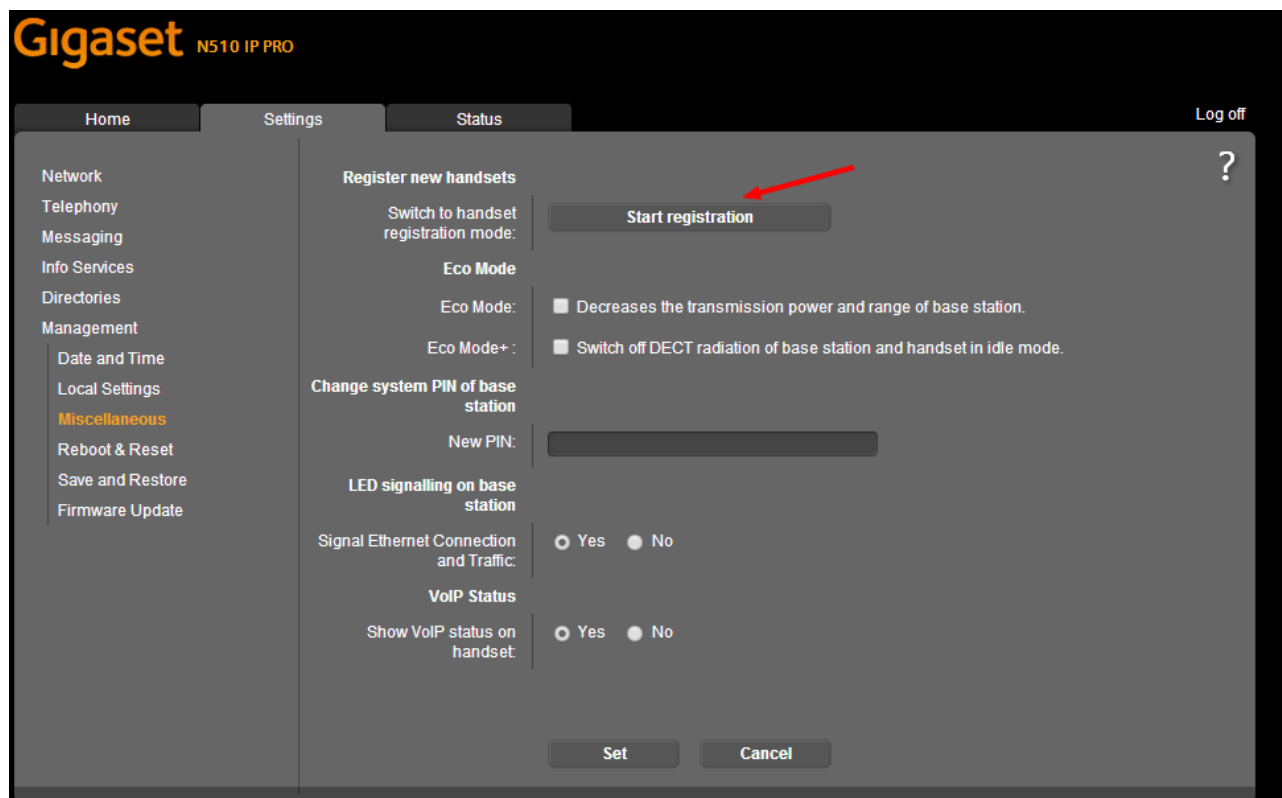 Gigaset N510 IP PRO
Home Settings Status Log off
?
Network
Telephony
Messaging
Info Services
Directories
Management
Date and Time
Local Settings
Miscellaneous
Reboot & Reset
Save and Restore
Firmware Update
Register new handsets
Switch to handset
registration mode:
Start registration
Eco Mode
Eco Mode:
Decreases the transmission power and range of base station.
Eco Mode+ :
Switch off DECT radiation of base station and handset in idle mode.
Change system PIN of base
station
New PIN:
LED signalling on base
station
Signal Ethernet Connection
and Traffic:
Yes No
VoIP Status
Show VoIP status on
handset:
Yes No
Set Cancel